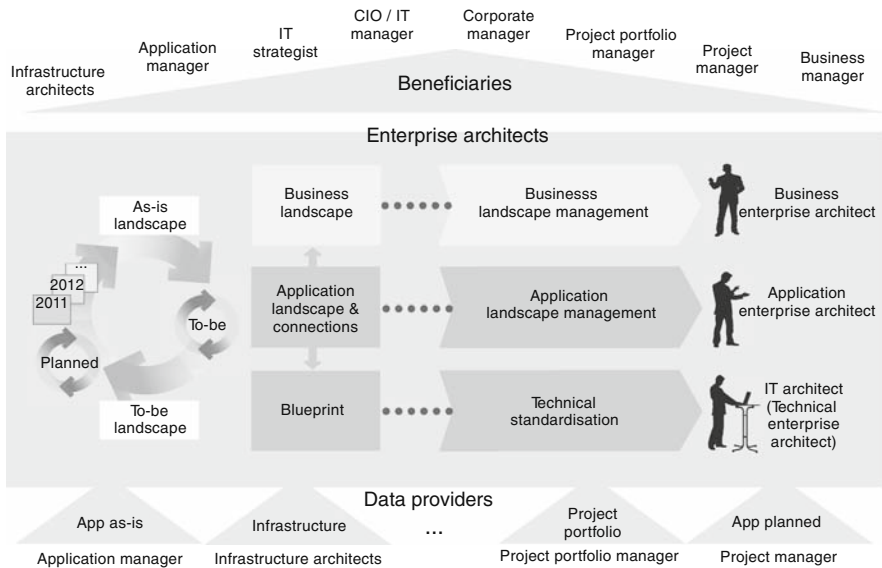 CIO / IT
manager
Corporate
manager
IT
strategist
Project portfolio
manager
Application
manager
Project
manager
Infrastructure
architects
Business
manager
Beneficiaries
Enterprise architects
As-is
landscape
...
2012
2011
To-be
Planned
To-be
landscape
Business
landscape
Businesss
landscape management
Business
enterprise architect
Application
landscape &
connections
Application
landscape management
Application
enterprise architect
Blueprint
Technical
standardisation
IT architect
(Technical
enterprise
architect)
Data providers
App as-is
Infrastructure
...
Project
portfolio
App planned
Application manager
Infrastructure architects
Project portfolio manager
Project manager